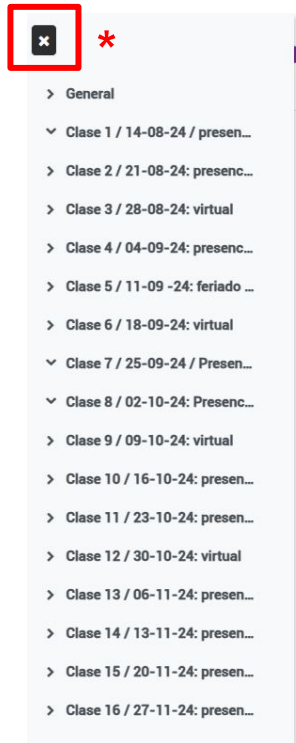 *
General
Clase 1 / 14-08-24 / presen...
Clase 2 / 21-08-24: presenc...
Clase 3 / 28-08-24: virtual
Clase 4 / 04-09-24: presenc...
Clase 5 / 11-09 -24: feriado ...
Clase 6 / 18-09-24: virtual
Clase 7 / 25-09-24 / Presen...
Clase 8 / 02-10-24: Presenc...
Clase 9 / 09-10-24: virtual
Clase 10 / 16-10-24: presen...
Clase 11 / 23-10-24: presen...
Clase 12 / 30-10-24: virtual
Clase 13 / 06-11-24: presen...
Clase 14 / 13-11-24: presen...
Clase 15 / 20-11-24: presen...
Clase 16 / 27-11-24: presen...